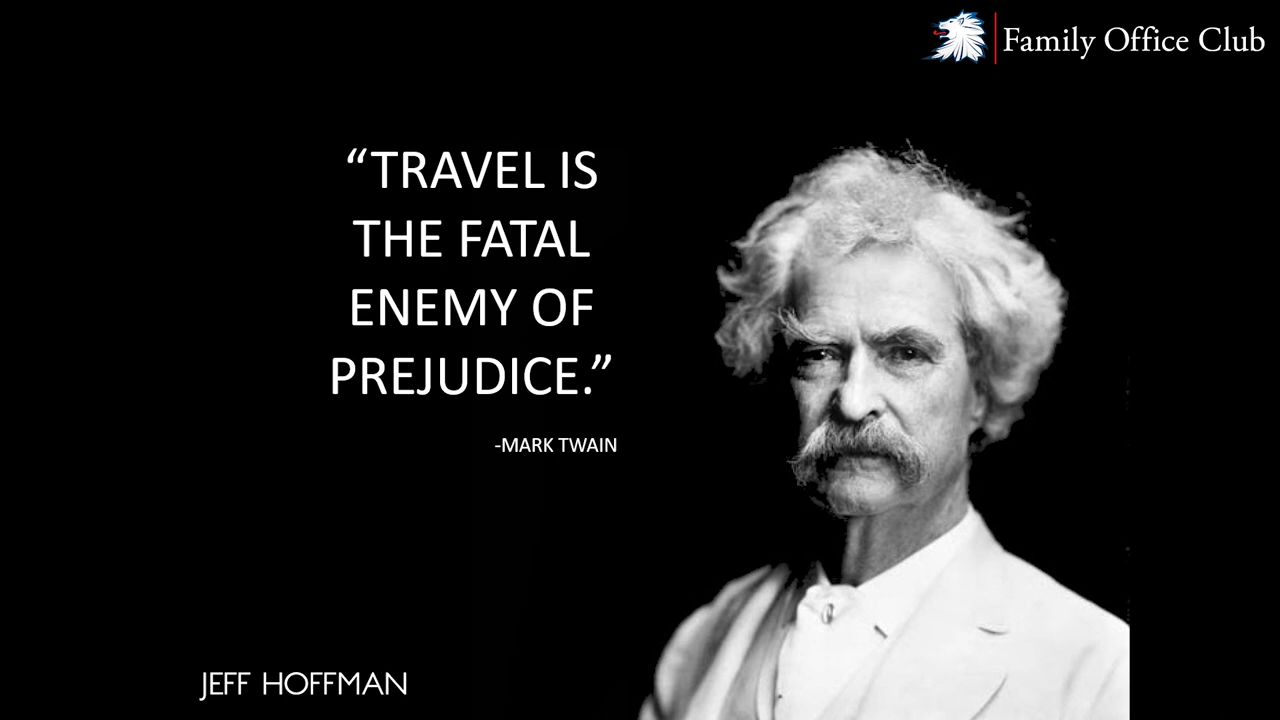 Family Office Club
“TRAVEL IS
THE FATAL
ENEMY OF
PREJUDICE.”
-MARK TWAIN
JEFF HOFFMAN